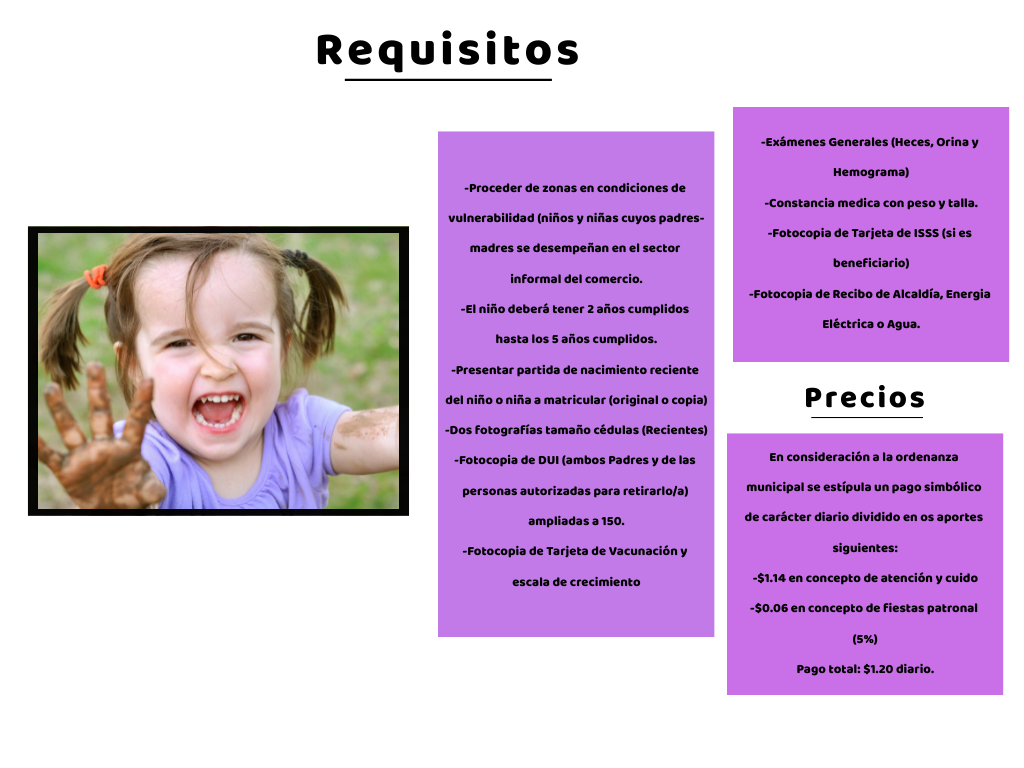 Requisitos
-Proceder de zonas en condiciones de
vulnerabilidad (niños y niñas cuyos padres-
madres se desempeñan en el sector
informal del comercio.
-El niño deberá tener 2 años cumplidos
hasta los 5 años cumplidos.
-Presentar partida de nacimiento reciente
del niño o niña a matricular (original o copia)
-Dos fotografías tamaño cédulas (Recientes)
-Fotocopia de DUI (ambos Padres y de las
personas autorizadas para retirarlo/a)
ampliadas a 150.
-Fotocopia de Tarjeta de Vacunación y
escala de crecimiento
-Exámenes Generales (Heces, Orina y
Hemograma)
-Constancia medica con peso y talla.
-Fotocopia de Tarjeta de ISSS (si es
beneficiario)
-Fotocopia de Recibo de Alcaldía, Energia
Eléctrica o Agua.
Precios
En consideración a la ordenanza
municipal se estípula un pago simbólico
de carácter diario dividido en os aportes
siguientes:
-$1.14 en concepto de atención y cuido
-$0.06 en concepto de fiestas patronal
(5%)
Pago total: $1.20 diario.